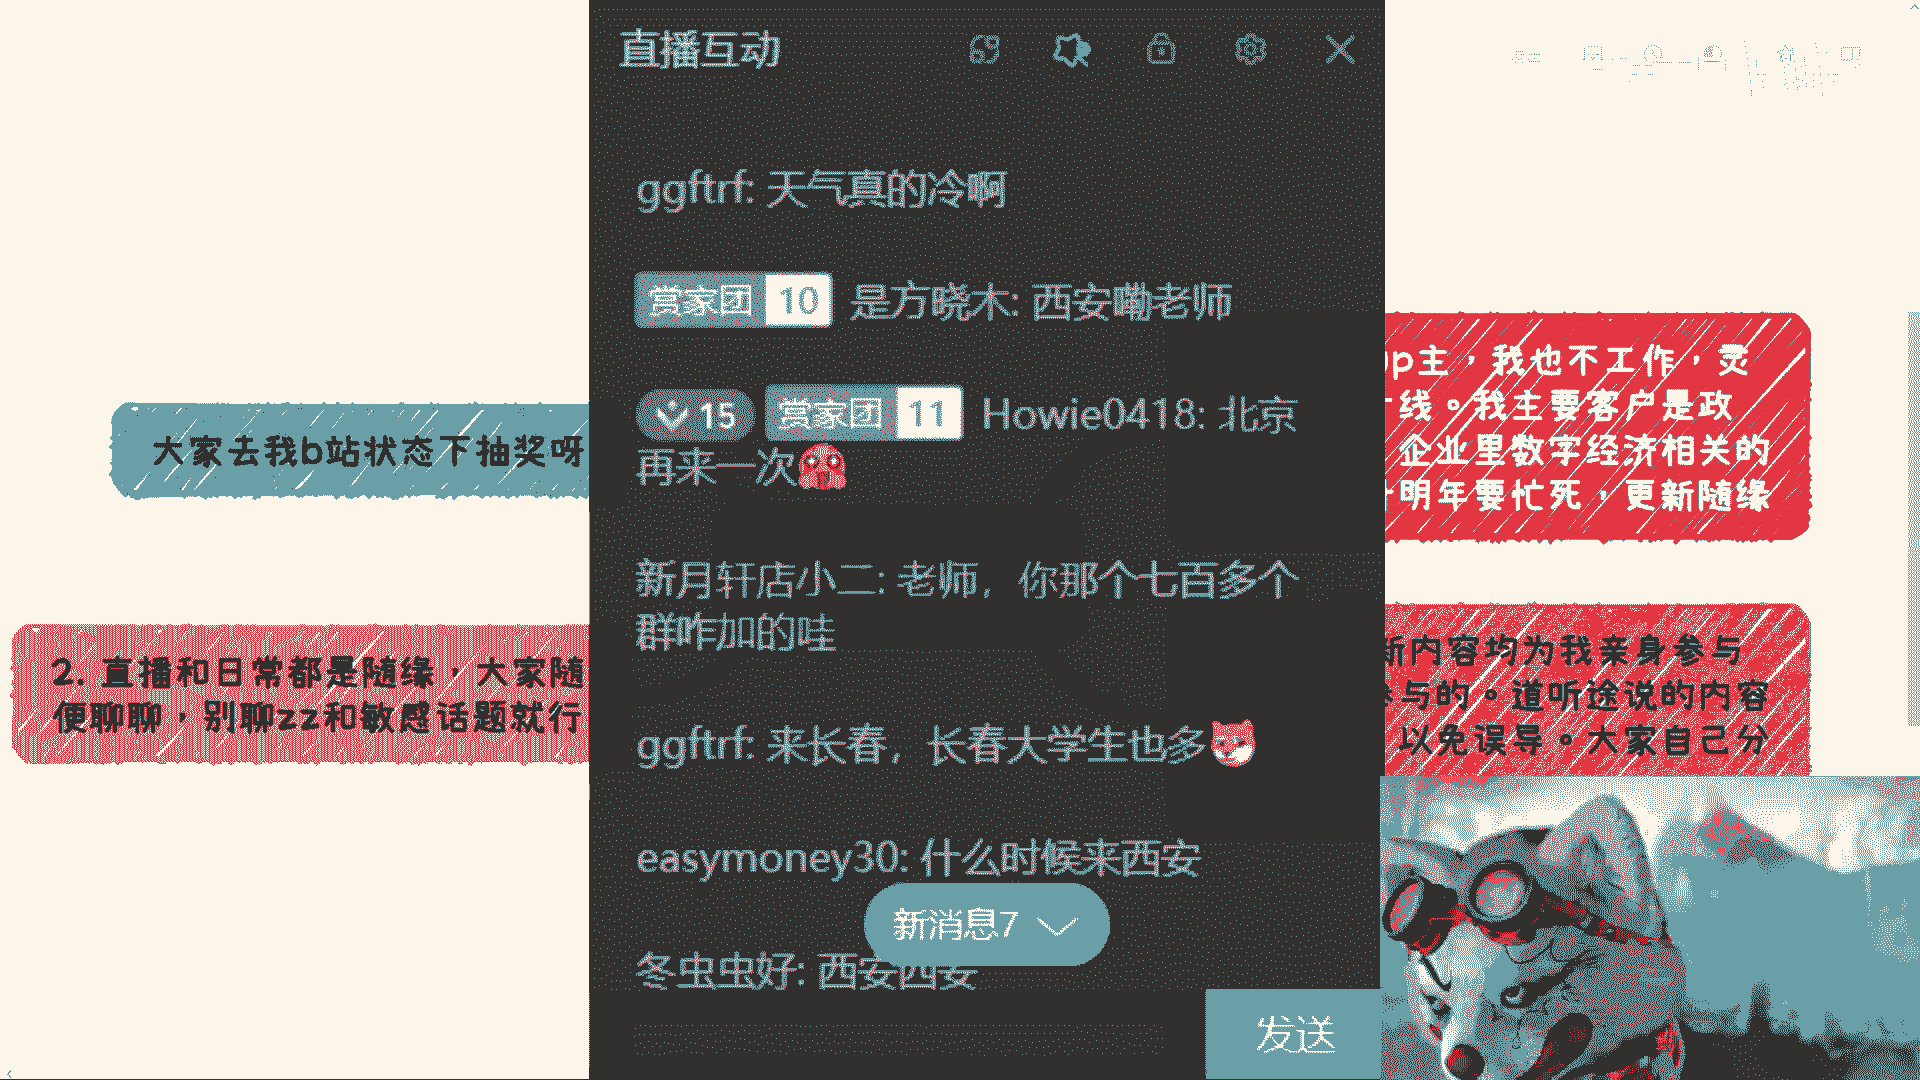 直播互动
ggftrf: 天气真的冷啊
赏家团 10 是方晓木: 西安嘞老师
15 赏家团 11 Howie0418: 北京
再来一次
新月轩店小二: 老师，你那个七百多个
群咋加的哇
ggftrf: 来长春，长春大学生也多
easymoney30: 什么时候来西安
新消息7
冬虫虫好: 西安西安
发送
大家去我b站状态下抽奖呀
2. 直播和日常都是随缘，大家随
便聊聊，别聊zz和敏感话题就行
up主，我也不工作，灵
线。我主要客户是政
企业里数字经济相关的
明年要忙死，更新随缘
新内容均为我亲身参与
参与的。道听途说的内容
以免误导。大家自己分